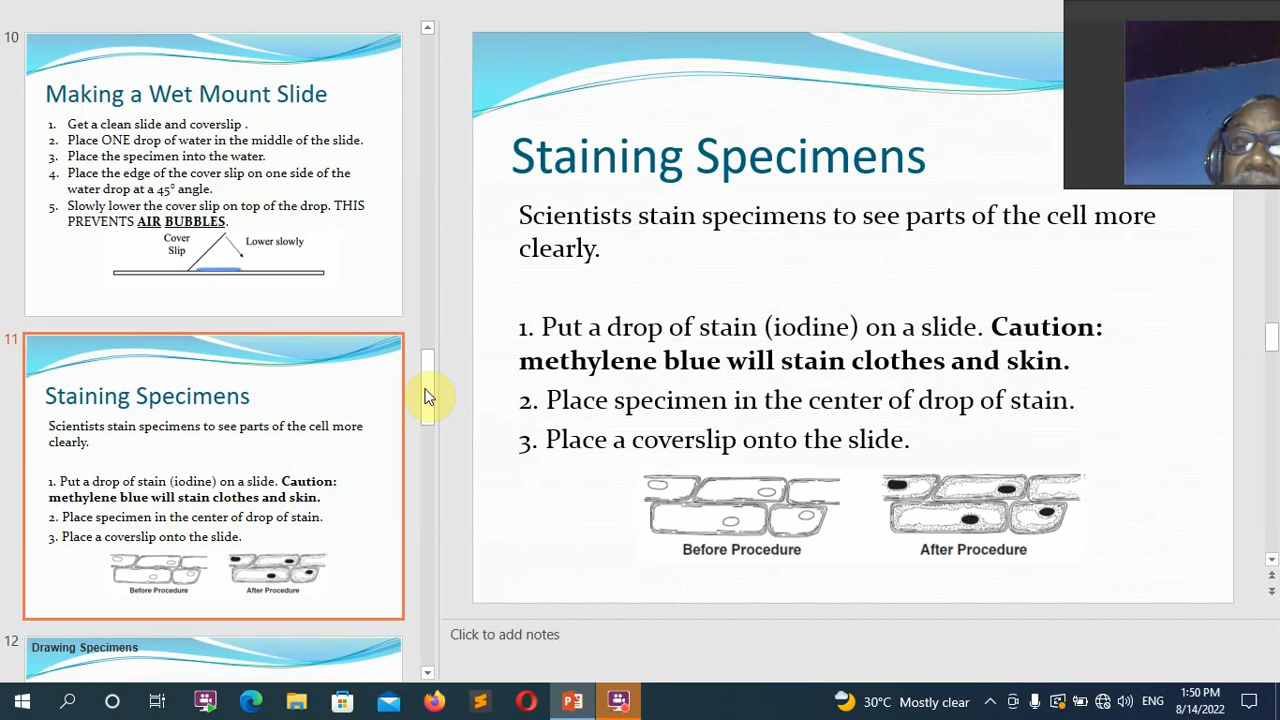 10
Making a Wet Mount Slide
1. Get a clean slide and coverslip .
2. Place ONE drop of water in the middle of the slide.
3. Place the specimen into the water.
4. Place the edge of the cover slip on one side of the
water drop at a 45° angle.
5. Slowly lower the cover slip on top of the drop. THIS
PREVENTS AIR BUBBLES.
Cover
Slip
Lower slowly
11
Staining Specimens
Scientists stain specimens to see parts of the cell more
clearly.
1. Put a drop of stain (iodine) on a slide. Caution:
methylene blue will stain clothes and skin.
2. Place specimen in the center of drop of stain.
3. Place a coverslip onto the slide.
Before Procedure
After Procedure
12
Drawing Specimens
Staining Specimens
Scientists stain specimens to see parts of the cell more
clearly.
1. Put a drop of stain (iodine) on a slide. Caution:
methylene blue will stain clothes and skin.
2. Place specimen in the center of drop of stain.
3. Place a coverslip onto the slide.
Before Procedure
After Procedure
Click to add notes
30°C Mostly clear
ENG
1:50 PM
8/14/2022